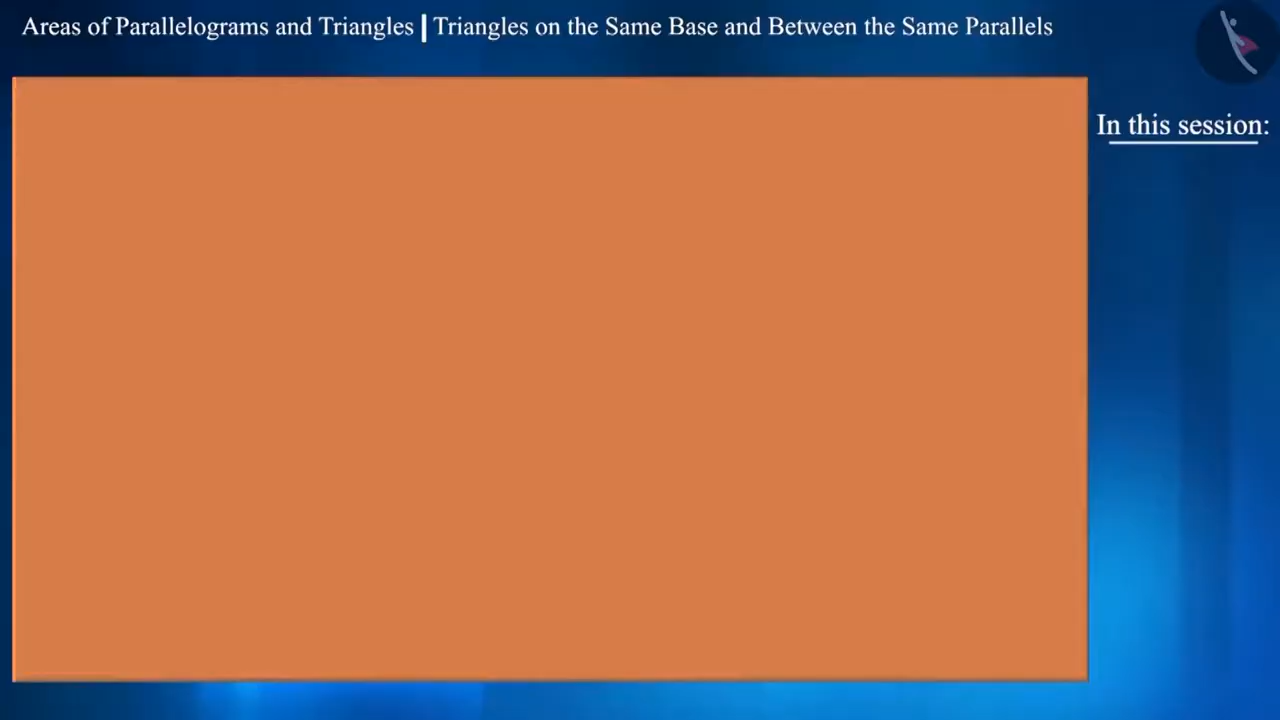 Areas of Parallelograms and Triangles | Triangles on the Same Base and Between the Same Parallels
In this session: